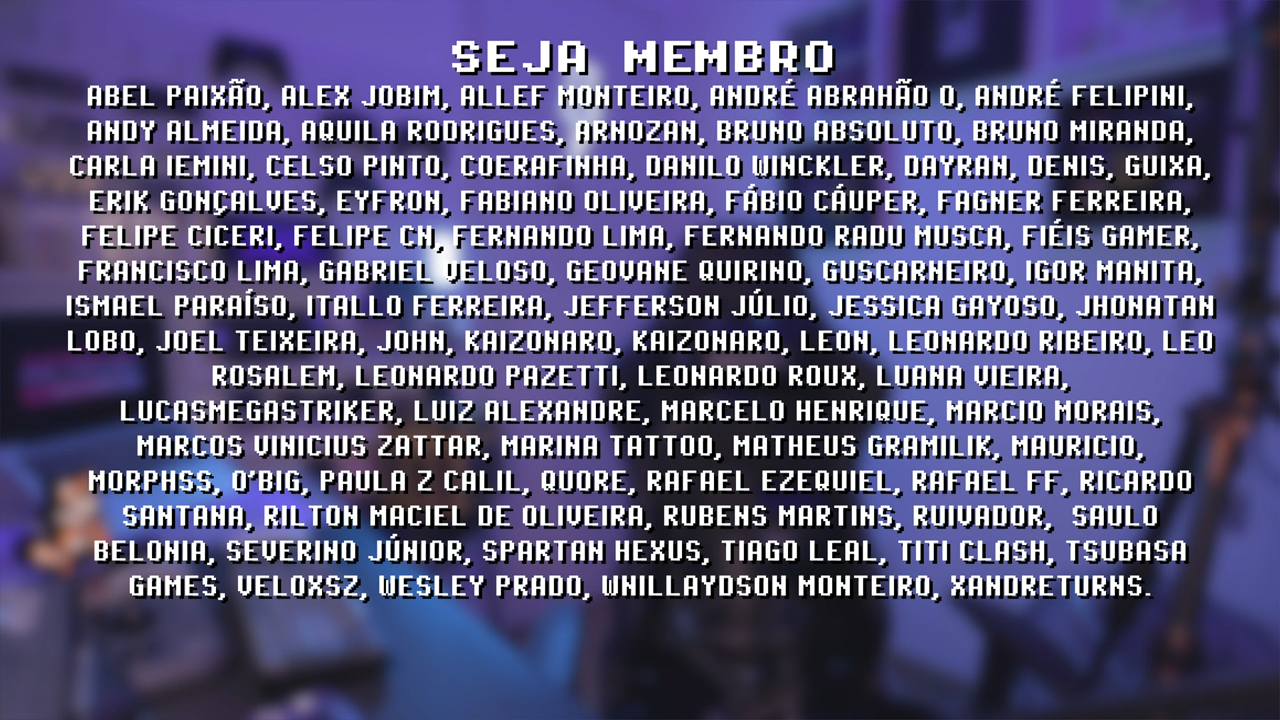 SEJA MEMBRO
ABEL PAIXÃO, ALEX JOBIM, ALLEF MONTEIRO, ANDRÉ ABRAHÃO O, ANDRÉ FELIPINI,
ANDY ALMEIDA, AQUILA RODRIGUES, ARNOZAN, BRUNO ABSOLUTO, BRUNO MIRANDA,
CARLA IEMINI, CELSO PINTO, COERAFINHA, DANILO WINCKLER, DAYRAN, DENIS, GUIXA,
ERIK GONÇALVES, EYFRON, FABIANO OLIVEIRA, FÁBIO CÁUPER, FAGNER FERREIRA,
FELIPE CICERI, FELIPE CN, FERNANDO LIMA, FERNANDO RADU MUSCA, FIÉIS GAMER,
FRANCISCO LIMA, GABRIEL VELOSO, GEOVANE QUIRINO, GUSCARNEIRO, IGOR MANITA,
ISMAEL PARAÍSO, ITALLO FERREIRA, JEFFERSON JÚLIO, JESSICA GAYOSO, JHONATAN
LOBO, JOEL TEIXEIRA, JOHN, KAIZONARO, KAIZONARO, LEON, LEONARDO RIBEIRO, LEO
ROSALEM, LEONARDO PAZETTI, LEONARDO ROUX, LUANA VIEIRA,
LUCASMEGASTRIKER, LUIZ ALEXANDRE, MARCELO HENRIQUE, MARCIO MORAIS,
MARCOS VINICIUS ZATTAR, MARINA TATTOO, MATHEUS GRAMILIK, MAURICIO,
MORPHSS, O'BIG, PAULA Z CALIL, QUORE, RAFAEL EZEQUIEL, RAFAEL FF, RICARDO
SANTANA, RILTON MACIEL DE OLIVEIRA, RUBENS MARTINS, RUIVADOR, SAULO
BELONIA, SEVERINO JÚNIOR, SPARTAN HEXUS, TIAGO LEAL, TITI CLASH, TSUBASA
GAMES, VELOXSZ, WESLEY PRADO, WNILLAYDSON MONTEIRO, XANDRETURNS.